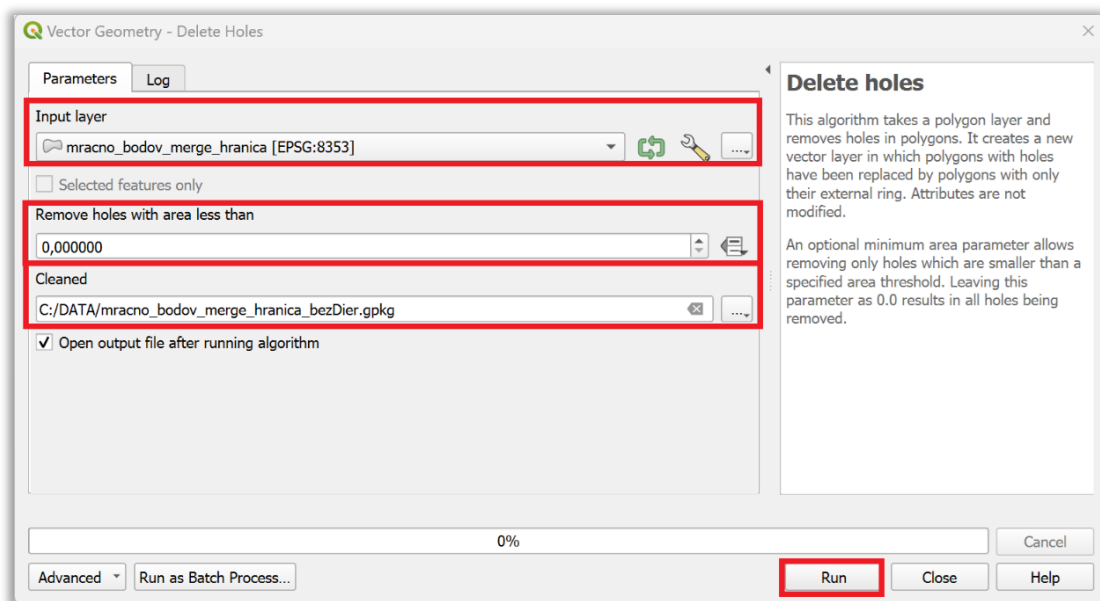 Vector Geometry - Delete Holes
Parameters
Log
Input layer
mracno_bodov_merge_hranica [EPSG:8353]
...
Selected features only
Remove holes with area less than
0,000000
Cleaned
C:/DATA/mracno_bodov_merge_hranica_bezDier.gpkg
...
Open output file after running algorithm
Delete holes
This algorithm takes a polygon layer and
removes holes in polygons. It creates a new
vector layer in which polygons with holes
have been replaced by polygons with only
their external ring. Attributes are not
modified.
An optional minimum area parameter allows
removing only holes which are smaller than a
specified area threshold. Leaving this
parameter as 0.0 results in all holes being
removed.
0%
Cancel
Advanced
Run as Batch Process...
Run
Close
Help